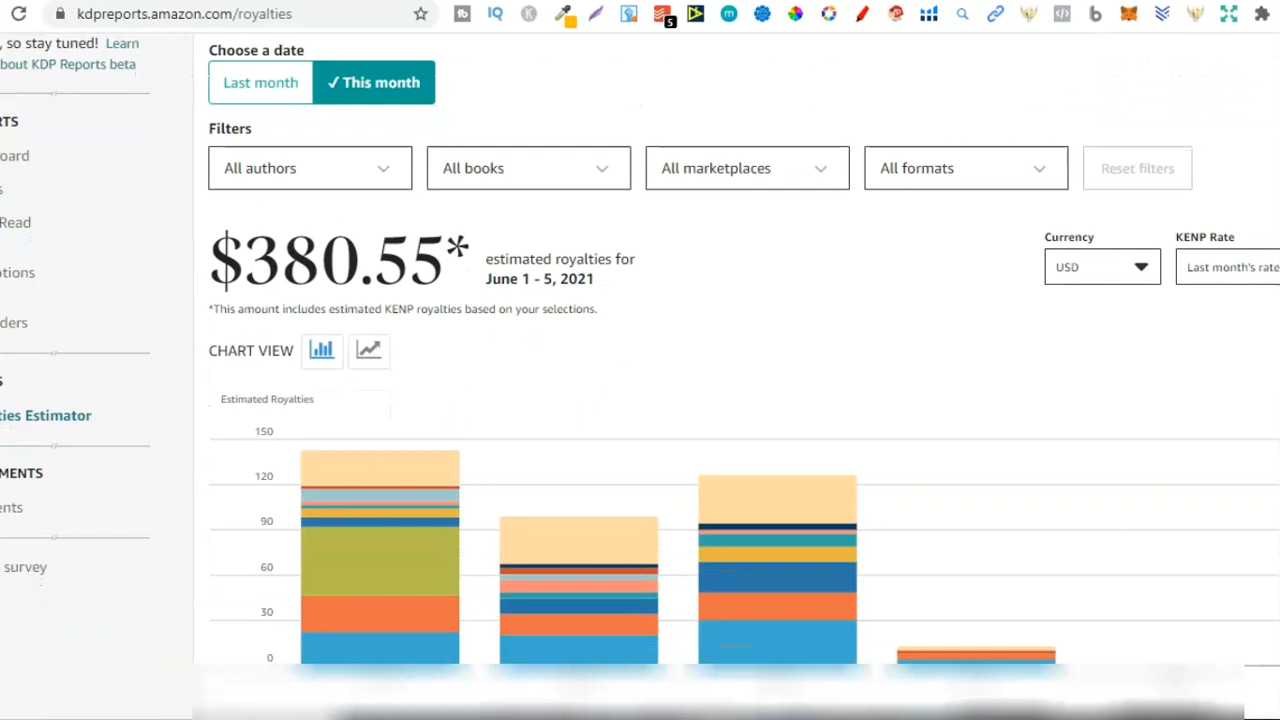 kdpreports.amazon.com/royalties
5
, so stay tuned! Learn
bout KDP Reports beta
RTS
oard
s
Read
ations
ders
S
ties Estimator
MENTS
ents
survey
Choose a date
Last month
✓ This month
Filters
All authors
All books
All marketplaces
All formats
Reset filters
$380.55*
estimated royalties for
June 1 - 5, 2021
Currency
KENP Rate
USD
Last month's rate
*This amount includes estimated KENP royalties based on your selections.
CHART VIEW
Estimated Royalties
150
120
90
60
30
0